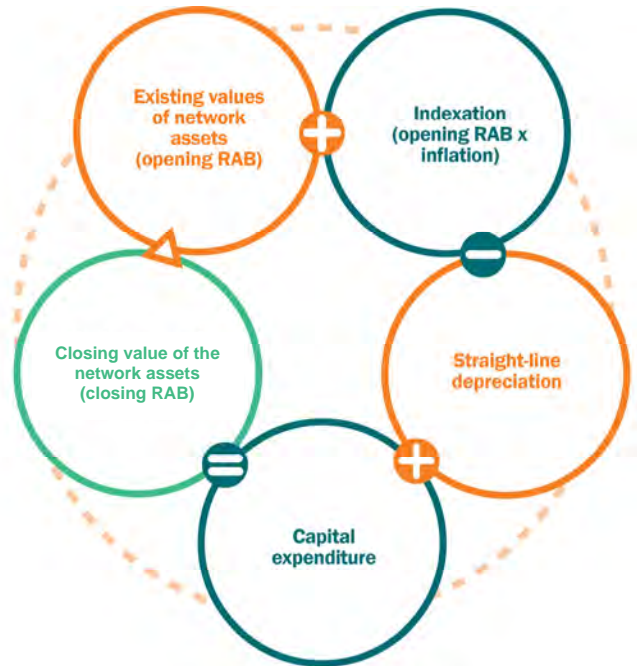 Existing values
of network
assets
(opening RAB)
+
Indexation
(opening RAB x
inflation)
−
Straight-line
depreciation
+
Capital
expenditure
=
Closing value of the
network assets
(closing RAB)